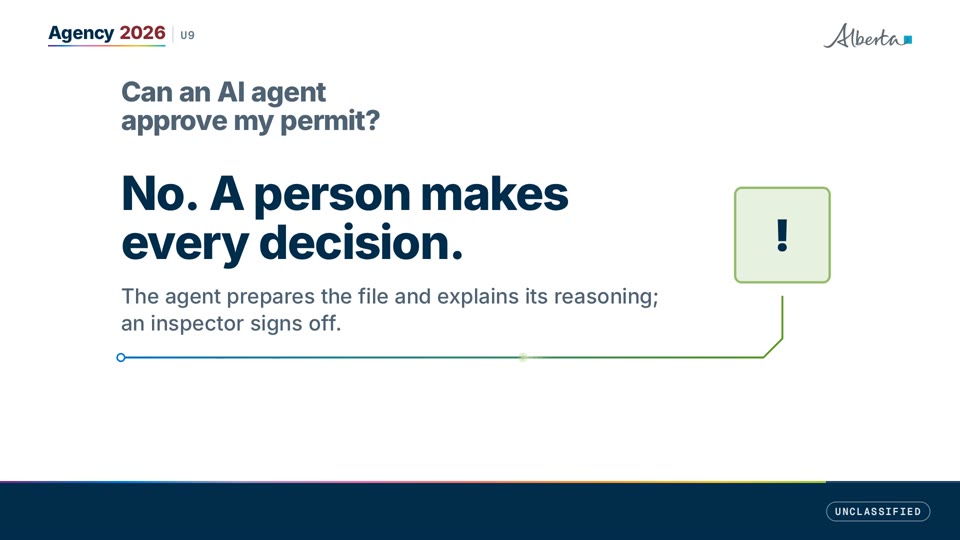 Agency 2026 U9
Alberta
Can an AI agent
approve my permit?
No. A person makes
every decision.
!
The agent prepares the file and explains its reasoning;
an inspector signs off.
UNCLASSIFIED